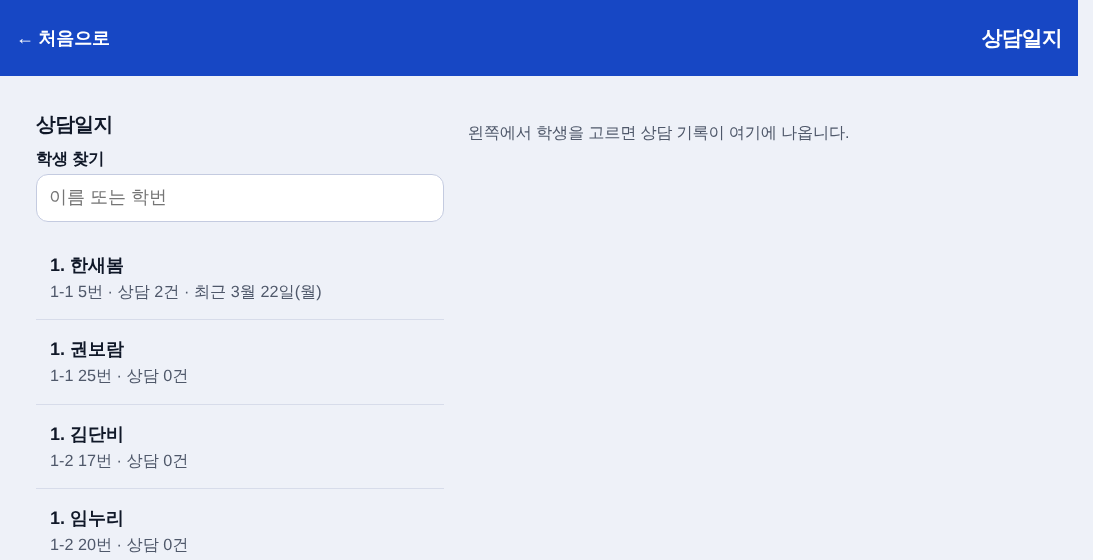 ← 처음으로
상담일지
상담일지
학생 찾기
이름 또는 학번
1. 한새봄
1-1 5번 · 상담 2건 · 최근 3월 22일(월)
1. 권보람
1-1 25번 · 상담 0건
1. 김단비
1-2 17번 · 상담 0건
1. 임누리
1-2 20번 · 상담 0건
왼쪽에서 학생을 고르면 상담 기록이 여기에 나옵니다.